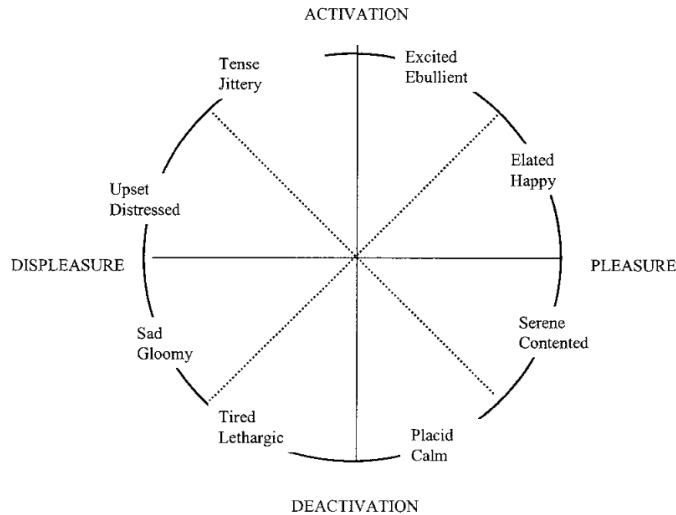 ACTIVATION
Tense
Jittery
Excited
Ebullient
Upset
Distressed
Elated
Happy
DISPLEASURE
PLEASURE
Sad
Gloomy
Serene
Contented
Tired
Lethargic
Placid
Calm
DEACTIVATION